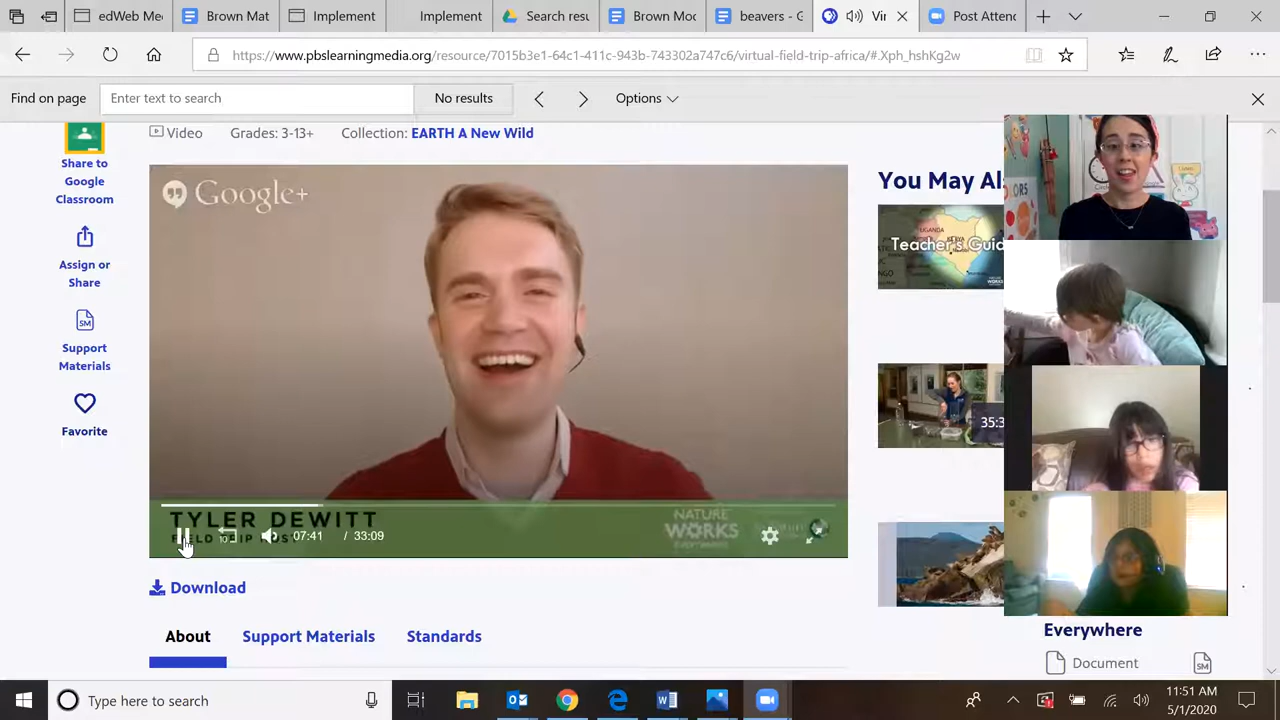 edWeb Me
Brown Mat
Implement
Implement
Search resu
Brown Moc
beavers - G
Vir
Post Attend
https://www.pbslearningmedia.org/resource/7015b3e1-64c1-411c-943b-743302a747c6/virtual-field-trip-africa/#.Xph_hshKg2w
Find on page
Enter text to search
No results
Options
Share to
Google
Classroom
Assign or
Share
Support
Materials
Favorite
Video
Grades: 3-13+
Collection: EARTH A New Wild
Google+
TYLER DEWITT
NATURE
WORKS
07:41 / 33:09
Download
About
Support Materials
Standards
You May Al
UGANDA
KENYA
Teacher's Guid
35:3
Everywhere
Document
Type here to search
11:51 AM
5/1/2020